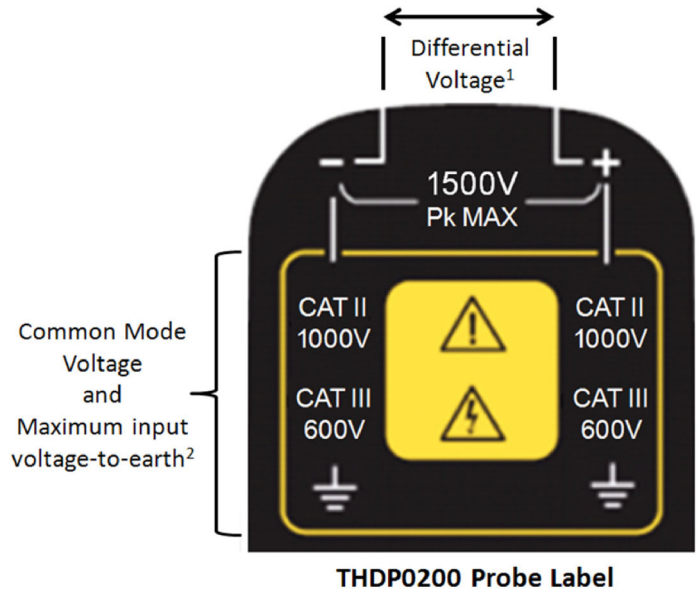 Differential
Voltage¹
- +
1500V
Pk MAX
Common Mode
Voltage
and
Maximum input
voltage-to-earth²
CAT II
1000V
CAT III
600V
CAT II
1000V
CAT III
600V
THDP0200 Probe Label